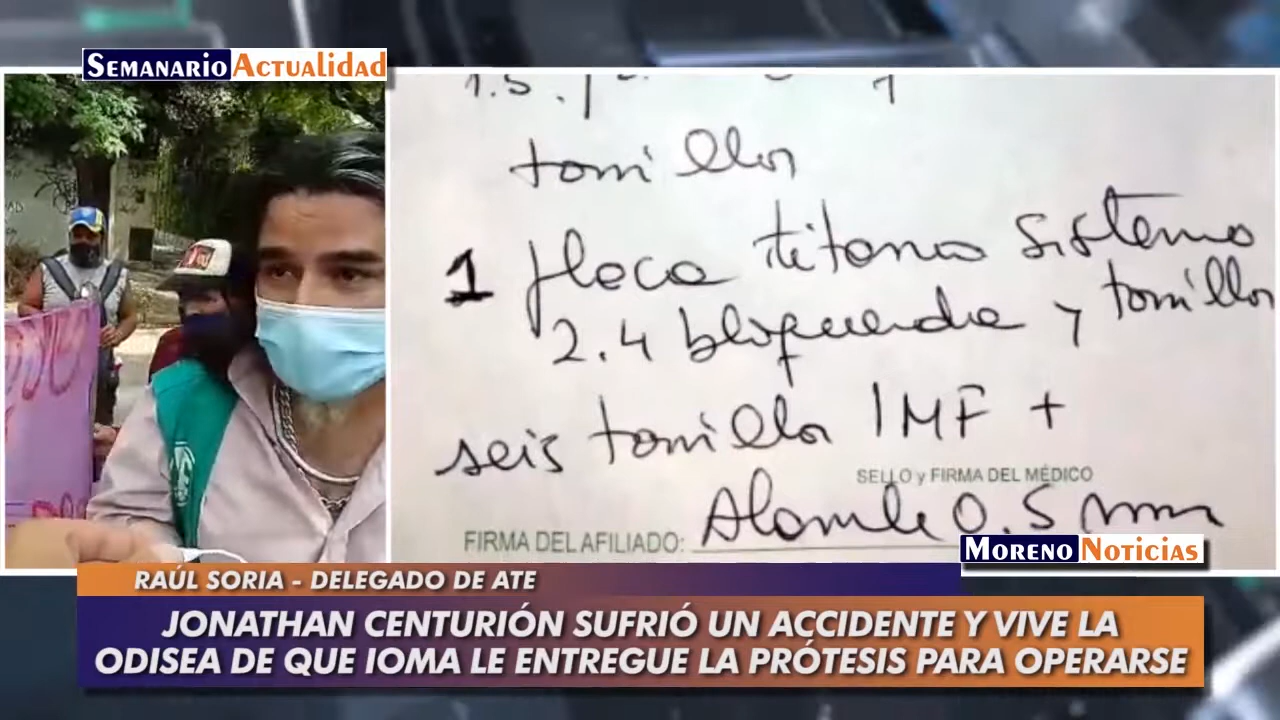 SEMANARIO ACTUALIDAD
tornillos
1 placa titanio sistema
2.4 bloqueada y tornillos
seis tornillos IMF +
SELLO y FIRMA DEL MÉDICO
Alambre 0.5 mm
FIRMA DEL AFILIADO:
MORENO NOTICIAS
RAÚL SORIA - DELEGADO DE ATE
JONATHAN CENTURIÓN SUFRIÓ UN ACCIDENTE Y VIVE LA
ODISEA DE QUE IOMA LE ENTREGUE LA PRÓTESIS PARA OPERARSE